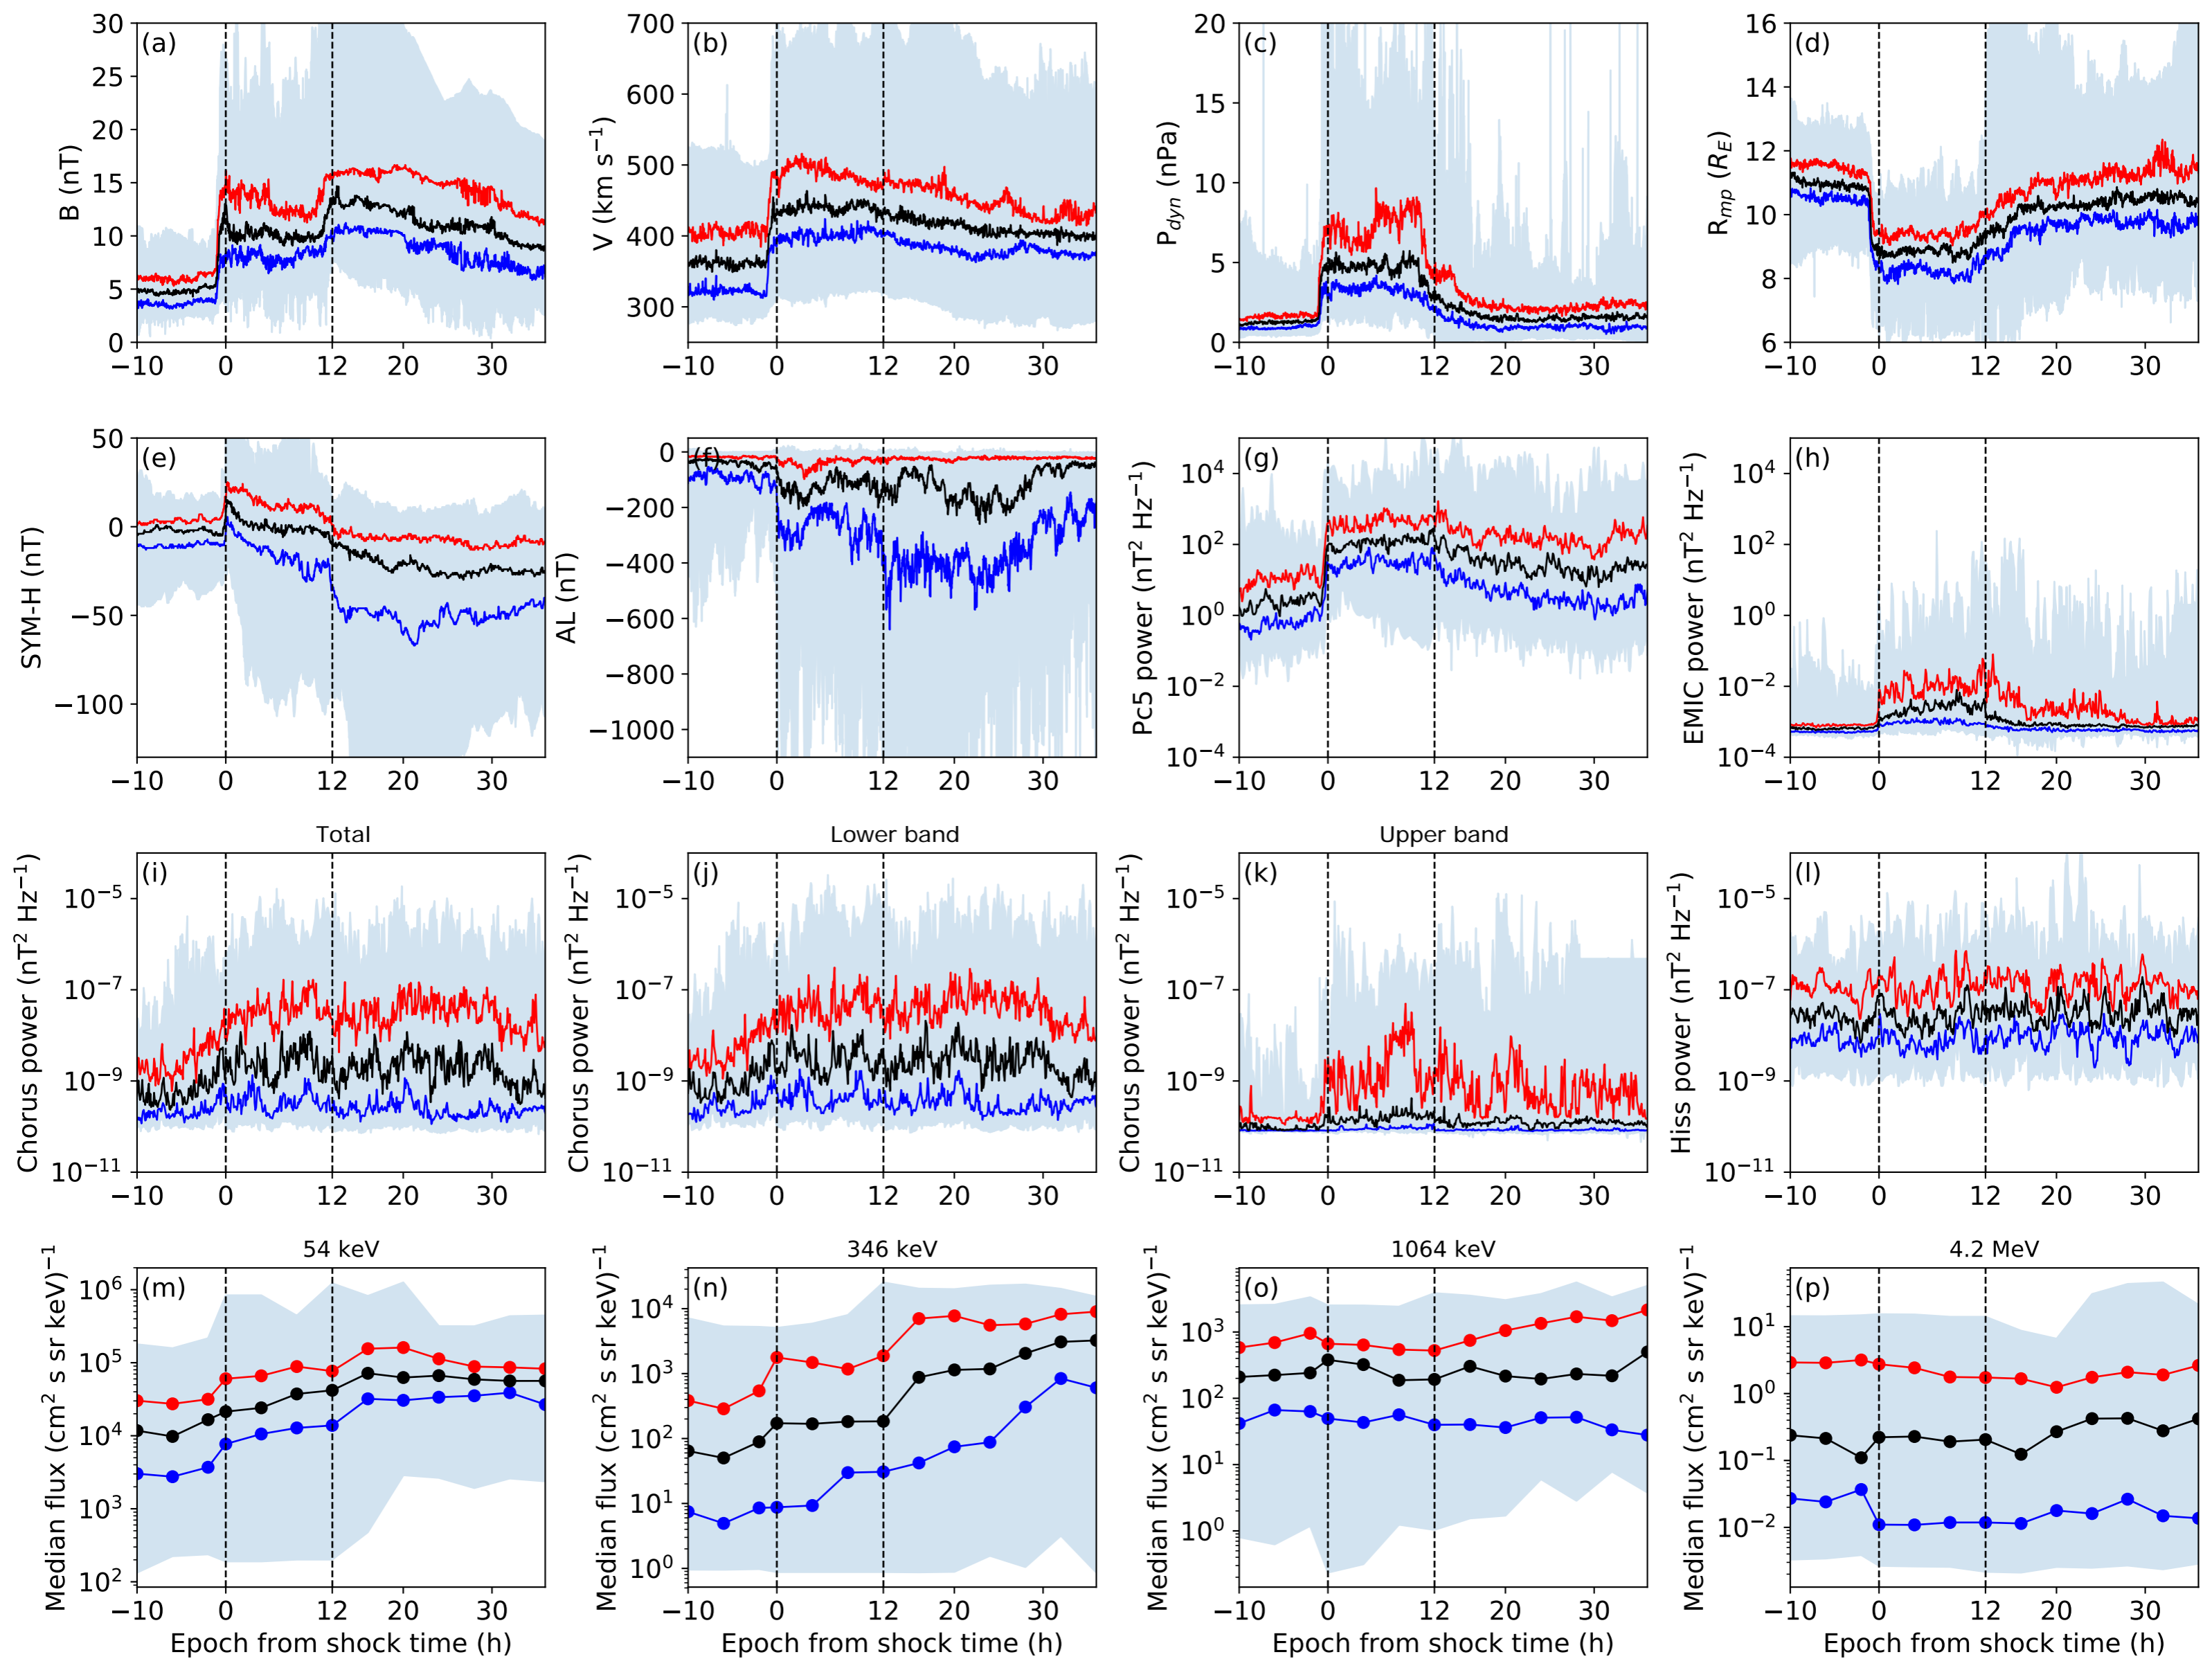 (a)
B (nT)
30
25
20
15
10
5
0
−10 0 12 20 30
(b)
V (km s−1)
700
600
500
400
300
−10 0 12 20 30
(c)
Pdyn (nPa)
20
15
10
5
0
−10 0 12 20 30
(d)
Rmp (RE)
16
14
12
10
8
6
−10 0 12 20 30
(e)
SYM-H (nT)
50
0
−50
−100
−10 0 12 20 30
(f)
AL (nT)
0
−200
−400
−600
−800
−1000
−10 0 12 20 30
(g)
Pc5 power (nT2 Hz−1)
104
102
100
10−2
10−4
−10 0 12 20 30
(h)
EMIC power (nT2 Hz−1)
104
102
100
10−2
10−4
−10 0 12 20 30
Total
(i)
Chorus power (nT2 Hz−1)
10−5
10−7
10−9
10−11
−10 0 12 20 30
Lower band
(j)
Chorus power (nT2 Hz−1)
10−5
10−7
10−9
10−11
−10 0 12 20 30
Upper band
(k)
Chorus power (nT2 Hz−1)
10−5
10−7
10−9
10−11
−10 0 12 20 30
(l)
Hiss power (nT2 Hz−1)
10−5
10−7
10−9
10−11
−10 0 12 20 30
54 keV
(m)
Median flux (cm2 s sr keV)−1
106
105
104
103
102
−10 0 12 20 30
Epoch from shock time (h)
346 keV
(n)
Median flux (cm2 s sr keV)−1
104
103
102
101
100
−10 0 12 20 30
Epoch from shock time (h)
1064 keV
(o)
Median flux (cm2 s sr keV)−1
103
102
101
100
−10 0 12 20 30
Epoch from shock time (h)
4.2 MeV
(p)
Median flux (cm2 s sr keV)−1
101
100
10−1
10−2
−10 0 12 20 30
Epoch from shock time (h)